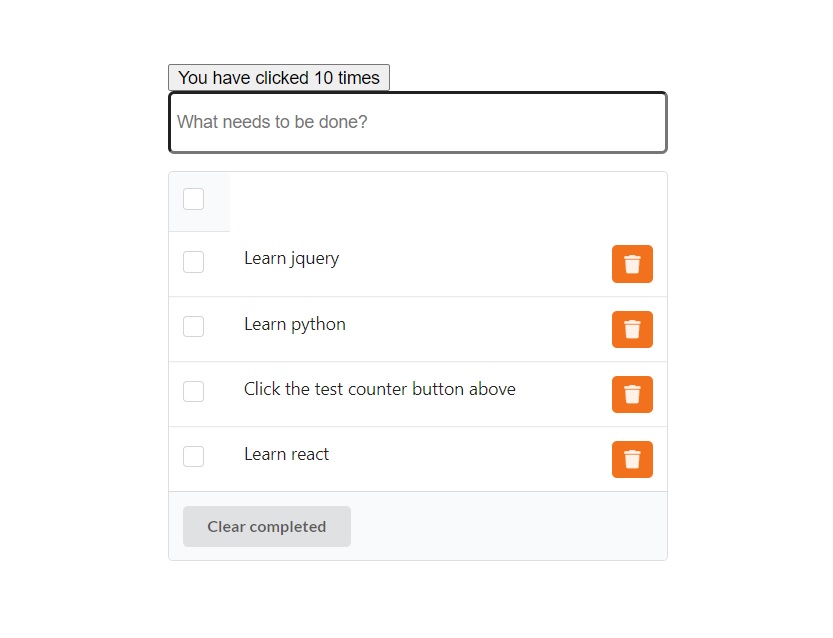 You have clicked 10 times
What needs to be done?
Learn jquery
Learn python
Click the test counter button above
Learn react
Clear completed